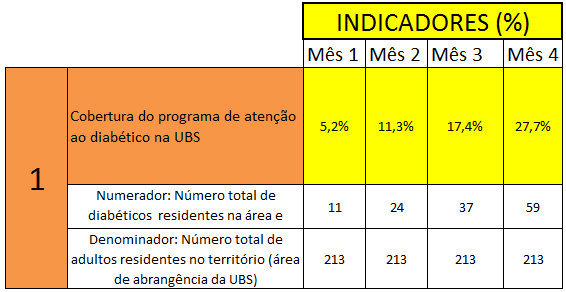 INDICADORES (%)
Mês 1 Mês 2 Mês 3 Mês 4
1
Cobertura do programa de atenção
ao diabético na UBS
5,2% 11,3% 17,4% 27,7%
Numerador: Número total de
diabéticos residentes na área e
11 24 37 59
Denominador: Número total de
adultos residentes no território (área
de abrangência da UBS)
213 213 213 213